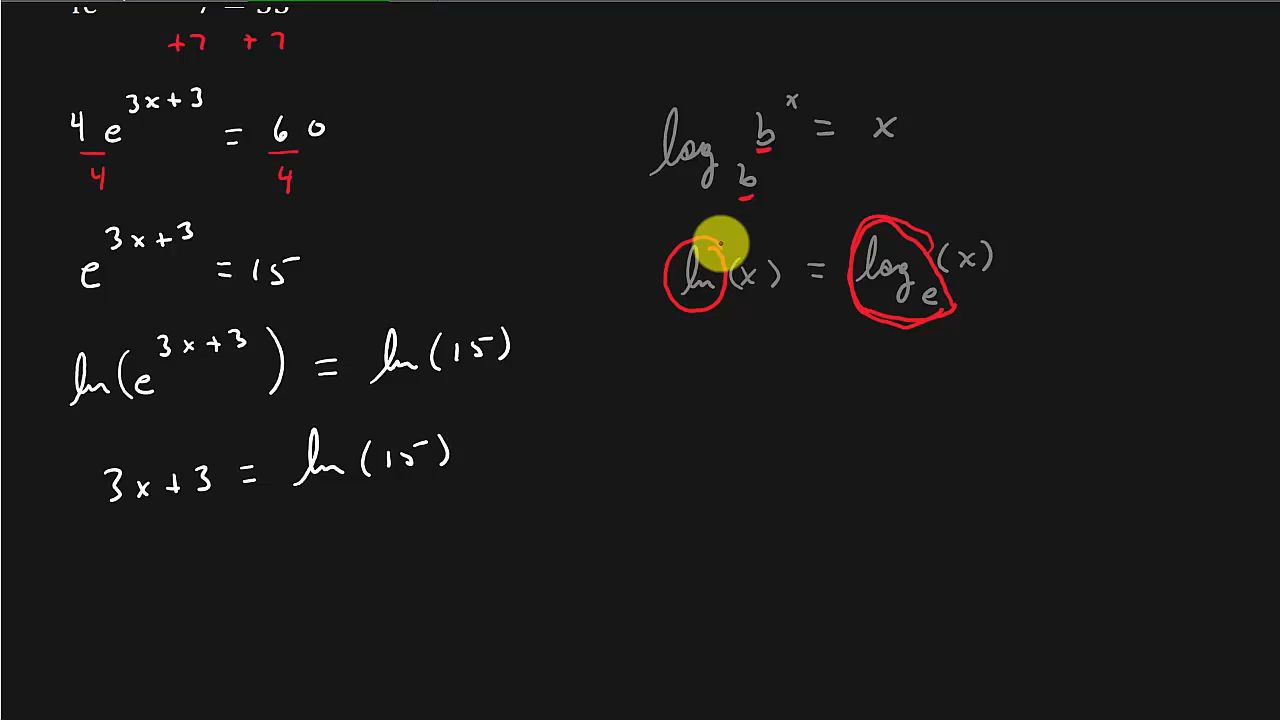 +7 +7
4e^{3x+3} = 60
4 4
e^{3x+3} = 15
ln(e^{3x+3}) = ln(15)
3x+3 = ln(15)
log_b b^x = x
ln(x) = log_e(x)